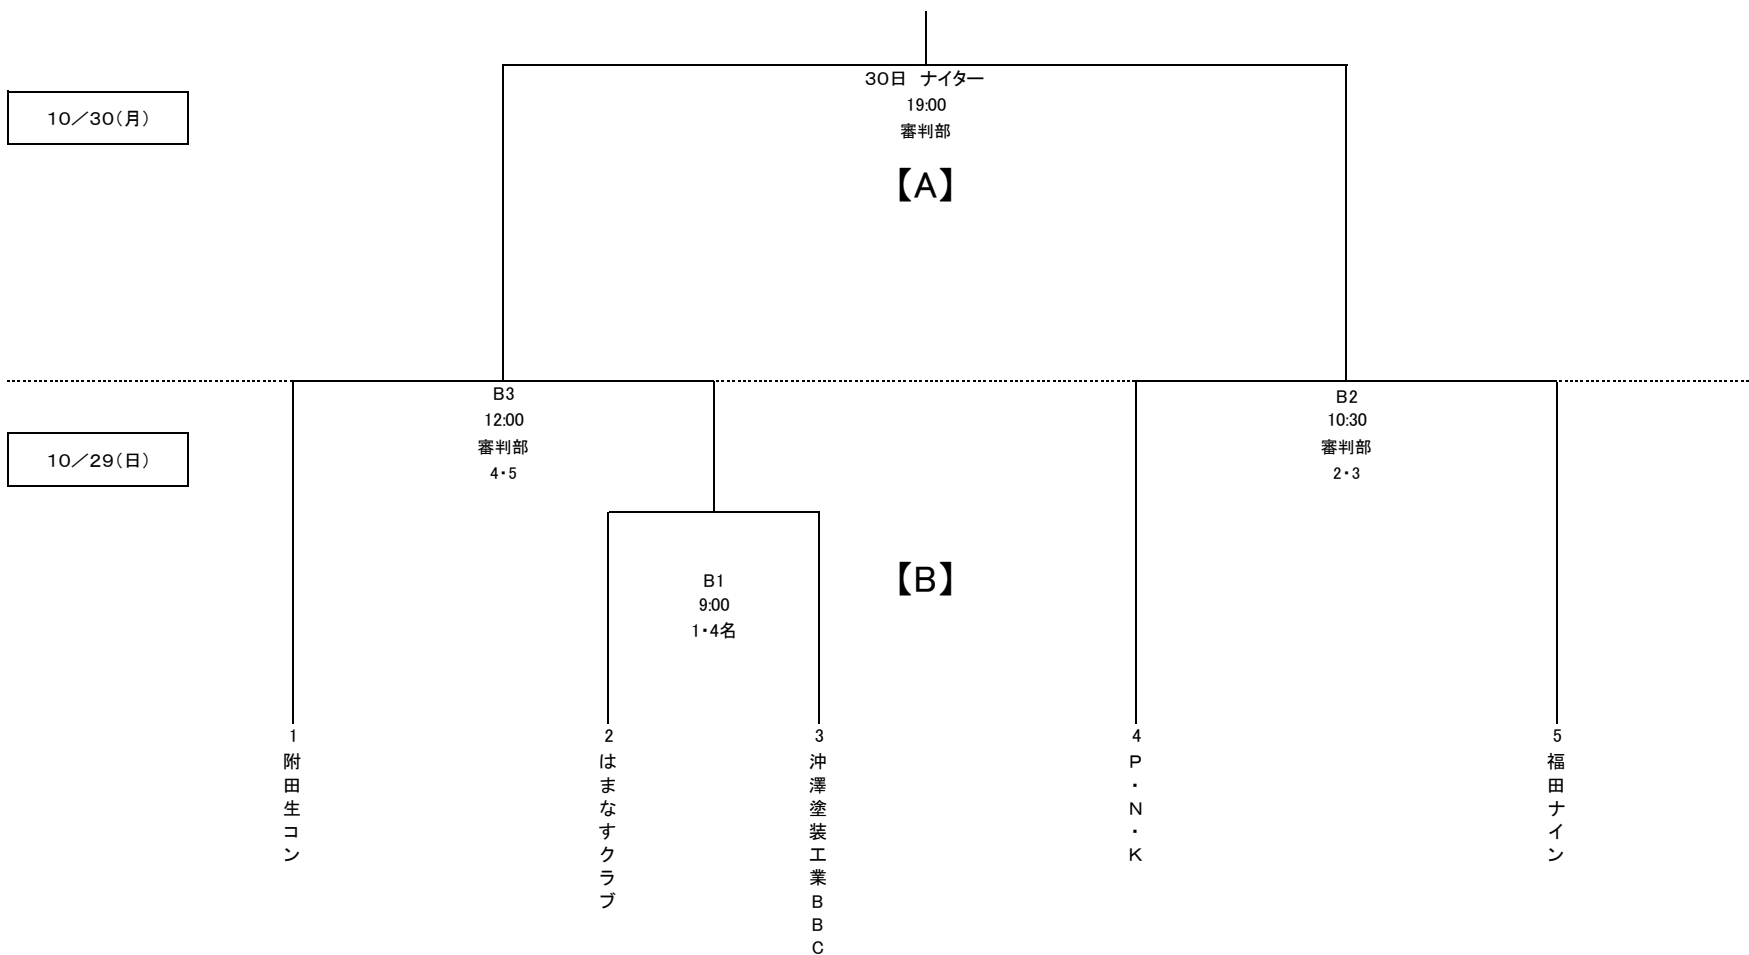 30日　ナイター
19:00
審判部
10／30(月)
【A】
B3
12:00
審判部
4・5
B2
10:30
審判部
2・3
10／29(日)
B1
9:00
1・4名
【B】
1
附田生コン
2
はまなすクラブ
3
沖澤塗装工業BBC
4
P・N・K
5
福田ナイン